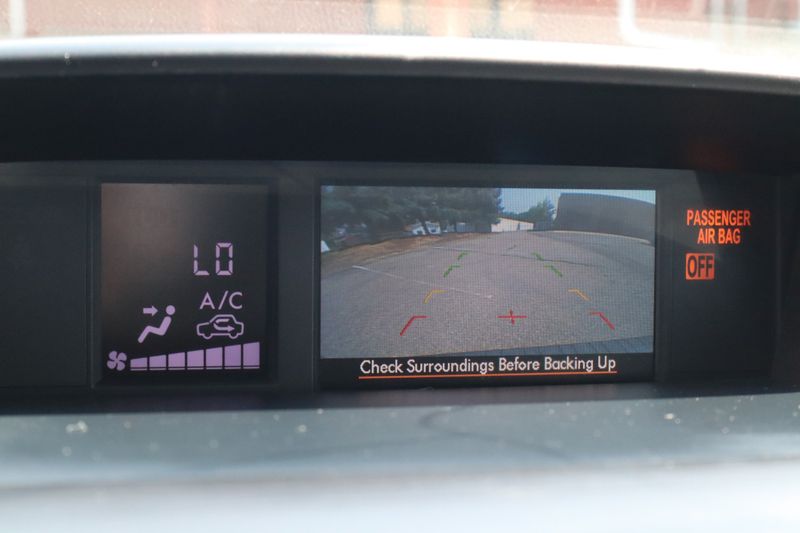 LO
A/C
Check Surroundings Before Backing Up
PASSENGER
AIR BAG
OFF